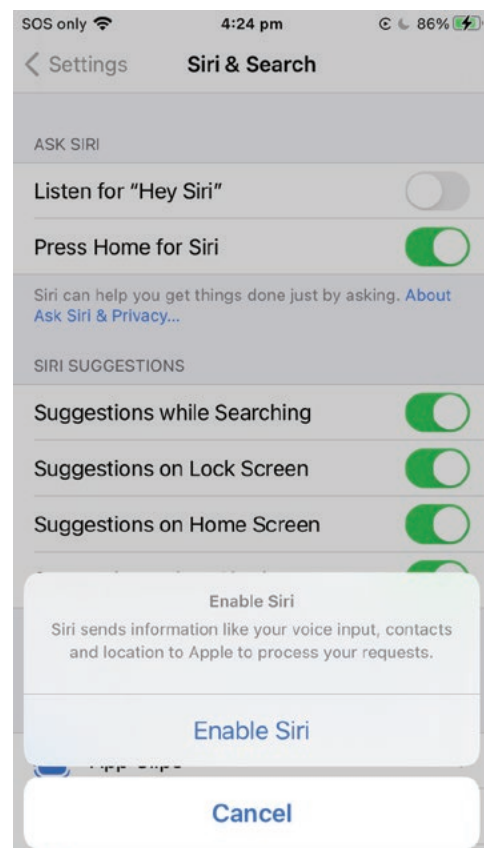 SOS only 4:24 pm 86%
Settings Siri & Search
ASK SIRI
Listen for “Hey Siri”
Press Home for Siri
Siri can help you get things done just by asking. About
Ask Siri & Privacy...
SIRI SUGGESTIONS
Suggestions while Searching
Suggestions on Lock Screen
Suggestions on Home Screen
Enable Siri
Siri sends information like your voice input, contacts
and location to Apple to process your requests.
Enable Siri
Cancel